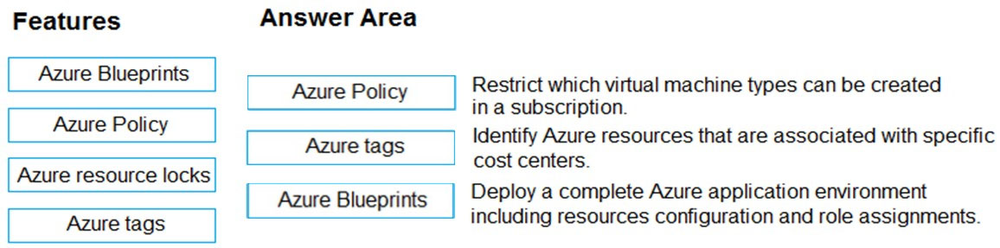 Features
Answer Area
Azure Blueprints
Azure Policy
Azure resource locks
Azure tags
Azure Policy
Restrict which virtual machine types can be created
in a subscription.
Azure tags
Identify Azure resources that are associated with specific
cost centers.
Azure Blueprints
Deploy a complete Azure application environment
including resources configuration and role assignments.